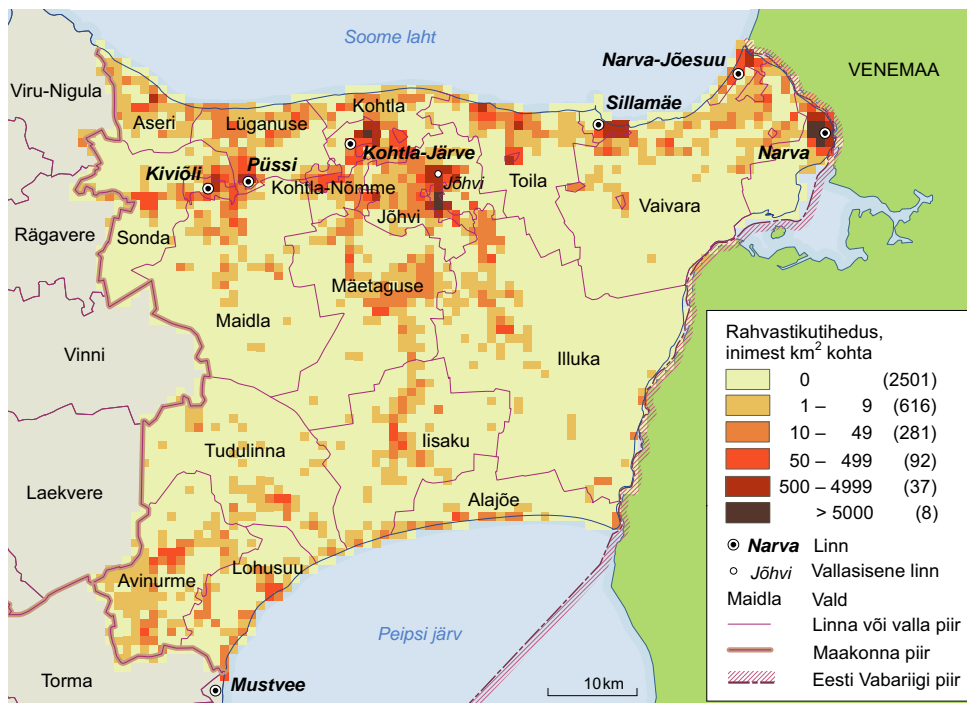 Soome laht
Narva-Jõesuu
VENEMAA
Viru-Nigula
Aseri
Lüganuse
Kohtla
Sillamäe
Kohtla-Järve
Narva
Kiviõli
Püssi
Kohtla-Nõmme
Jõhvi
Toila
Vaivara
Jõhvi
Sonda
Rägavere
Mäetaguse
Maidla
Vinni
Illuka
Tudulinna
Iisaku
Laekvere
Alajõe
Avinurme
Lohusuu
Peipsi järv
Torma
Mustvee
10 km
Rahvastikutihedus,
inimest km² kohta
0 (2501)
1 – 9 (616)
10 – 49 (281)
50 – 499 (92)
500 – 4999 (37)
> 5000 (8)
Narva Linn
Jõhvi Vallasisene linn
Maidla Vald
Linna või valla piir
Maakonna piir
Eesti Vabariigi piir